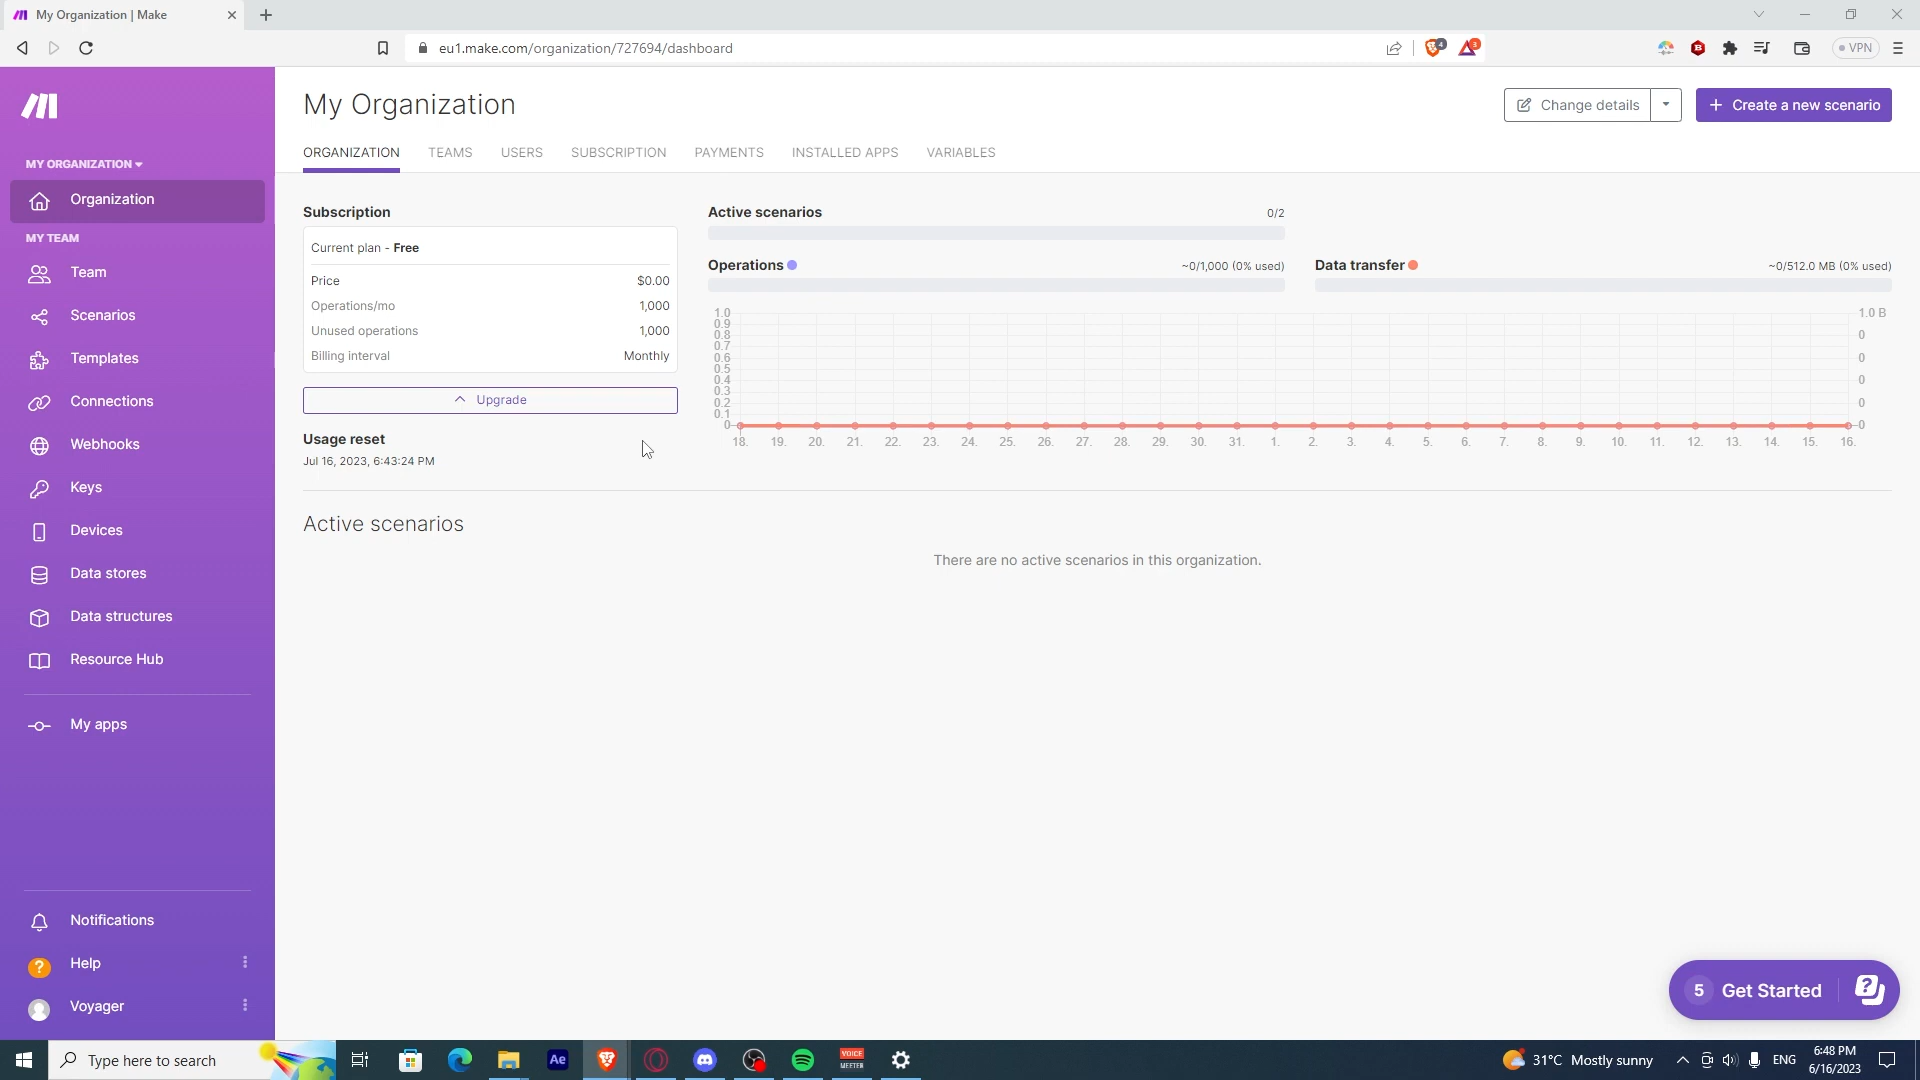 My Organization | Make
eu1.make.com/organization/727694/dashboard
4
3
VPN
MY ORGANIZATION
Organization
MY TEAM
Team
Scenarios
Templates
Connections
Webhooks
Keys
Devices
Data stores
Data structures
Resource Hub
My apps
Notifications
? Help
Voyager
My Organization
Change details
+ Create a new scenario
ORGANIZATION TEAMS USERS SUBSCRIPTION PAYMENTS INSTALLED APPS VARIABLES
Subscription
Current plan - Free
Price $0.00
Operations/mo 1,000
Unused operations 1,000
Billing interval Monthly
Upgrade
Usage reset
Jul 16, 2023, 6:43:24 PM
Active scenarios 0/2
Operations ~0/1,000 (0% used)
Data transfer ~0/512.0 MB (0% used)
1.0 1.0 B
0.9
0.8 0
0.7
0.6 0
0.5
0.4 0
0.3
0.2 0
0.1
0 0
18. 19. 20. 21. 22. 23. 24. 25. 26. 27. 28. 29. 30. 31. 1. 2. 3. 4. 5. 6. 7. 8. 9. 10. 11. 12. 13. 14. 15. 16.
Active scenarios
There are no active scenarios in this organization.
5 Get Started ?
Type here to search
Ae
VOICE
MEETER
31°C Mostly sunny
ENG
6:48 PM
6/16/2023